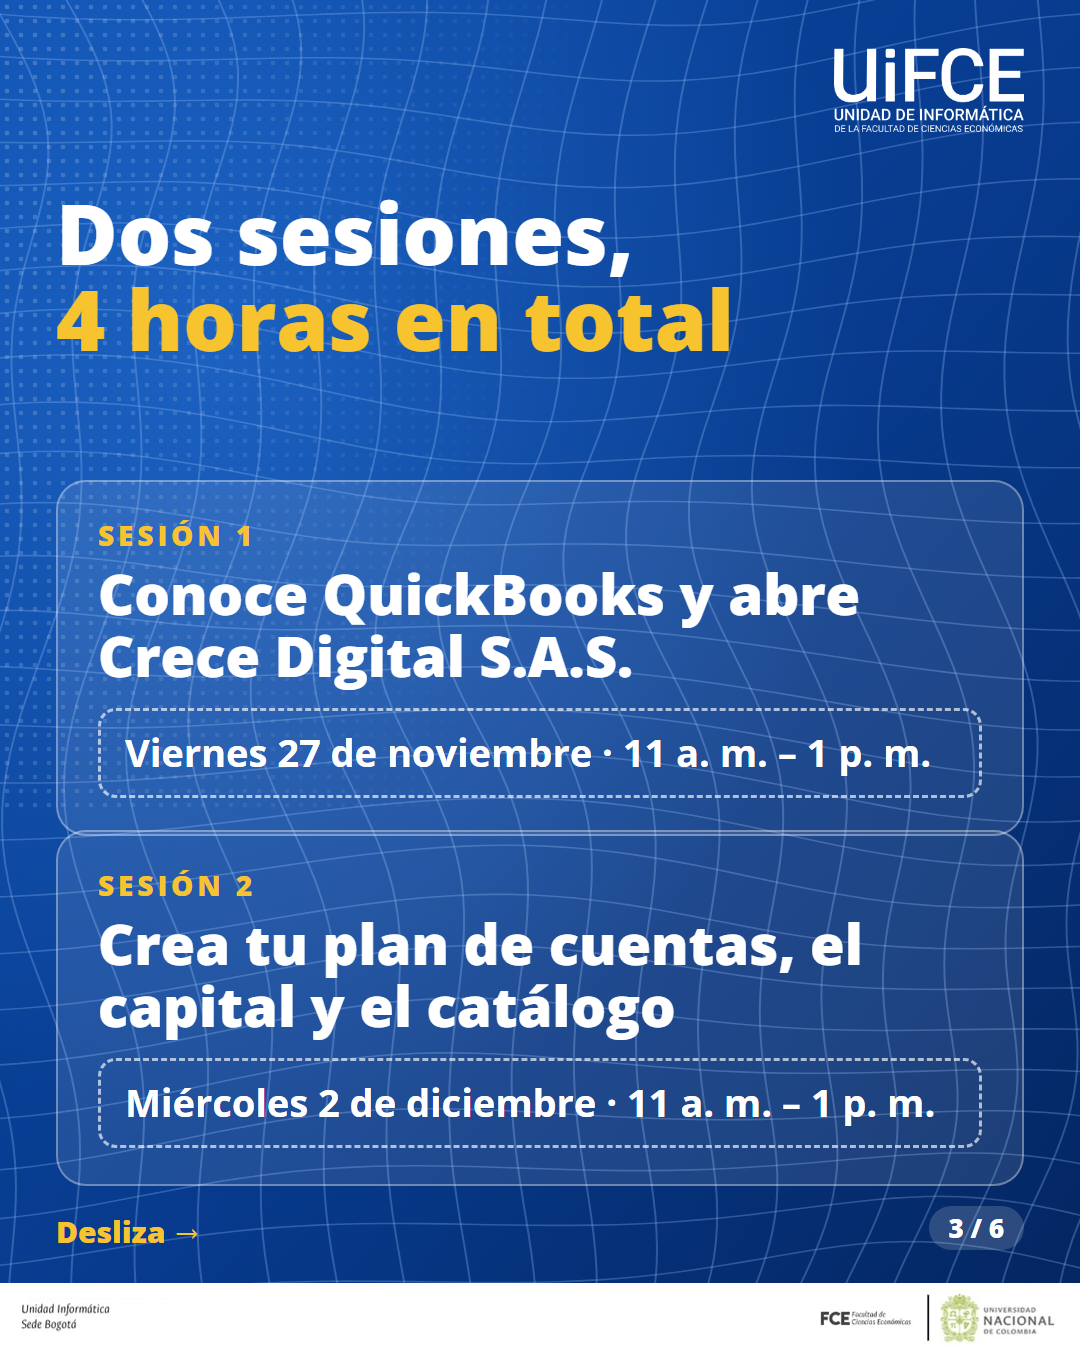 UiFCE
UNIDAD DE INFORMÁTICA
DE LA FACULTAD DE CIENCIAS ECONÓMICAS
Dos sesiones,
4 horas en total
SESIÓN 1
Conoce QuickBooks y abre
Crece Digital S.A.S.
Viernes 27 de noviembre · 11 a. m. – 1 p. m.
SESIÓN 2
Crea tu plan de cuentas, el
capital y el catálogo
Miércoles 2 de diciembre · 11 a. m. – 1 p. m.
Desliza →
3 / 6
Unidad Informática
Sede Bogotá
FCE Facultad de
Ciencias Económicas
UNIVERSIDAD
NACIONAL
DE COLOMBIA